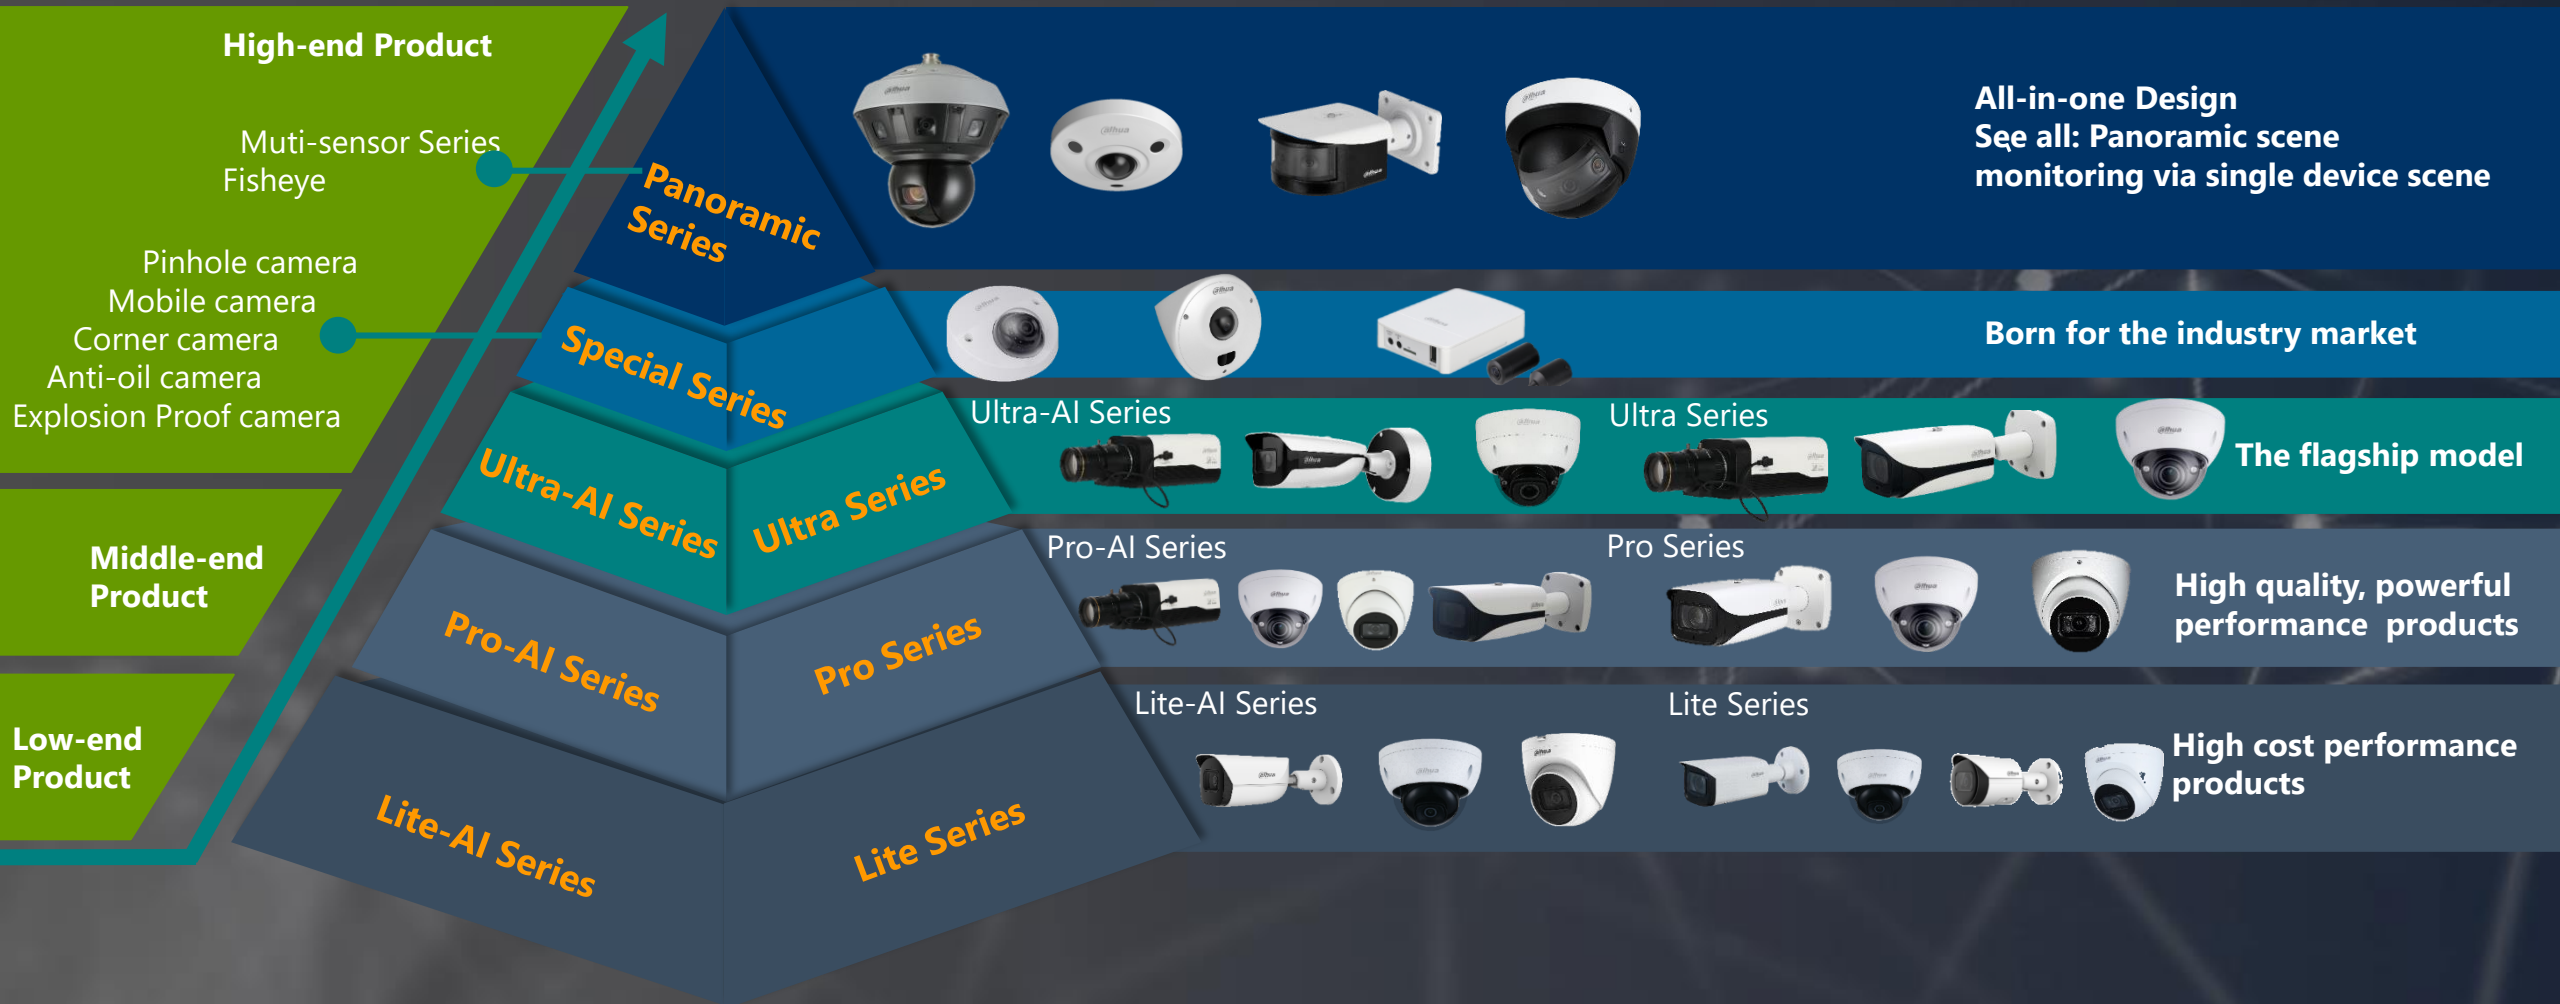 High-end Product
Muti-sensor Series
Fisheye
Pinhole camera
Mobile camera
Corner camera
Anti-oil camera
Explosion Proof camera
Middle-end
Product
Low-end
Product
Panoramic
Series
Special Series
Ultra-AI Series
Ultra Series
Pro-AI Series
Pro Series
Lite-AI Series
Lite Series
All-in-one Design
See all: Panoramic scene
monitoring via single device scene
Born for the industry market
Ultra-AI Series
Ultra Series
The flagship model
Pro-AI Series
Pro Series
High quality, powerful
performance products
Lite-AI Series
Lite Series
High cost performance
products